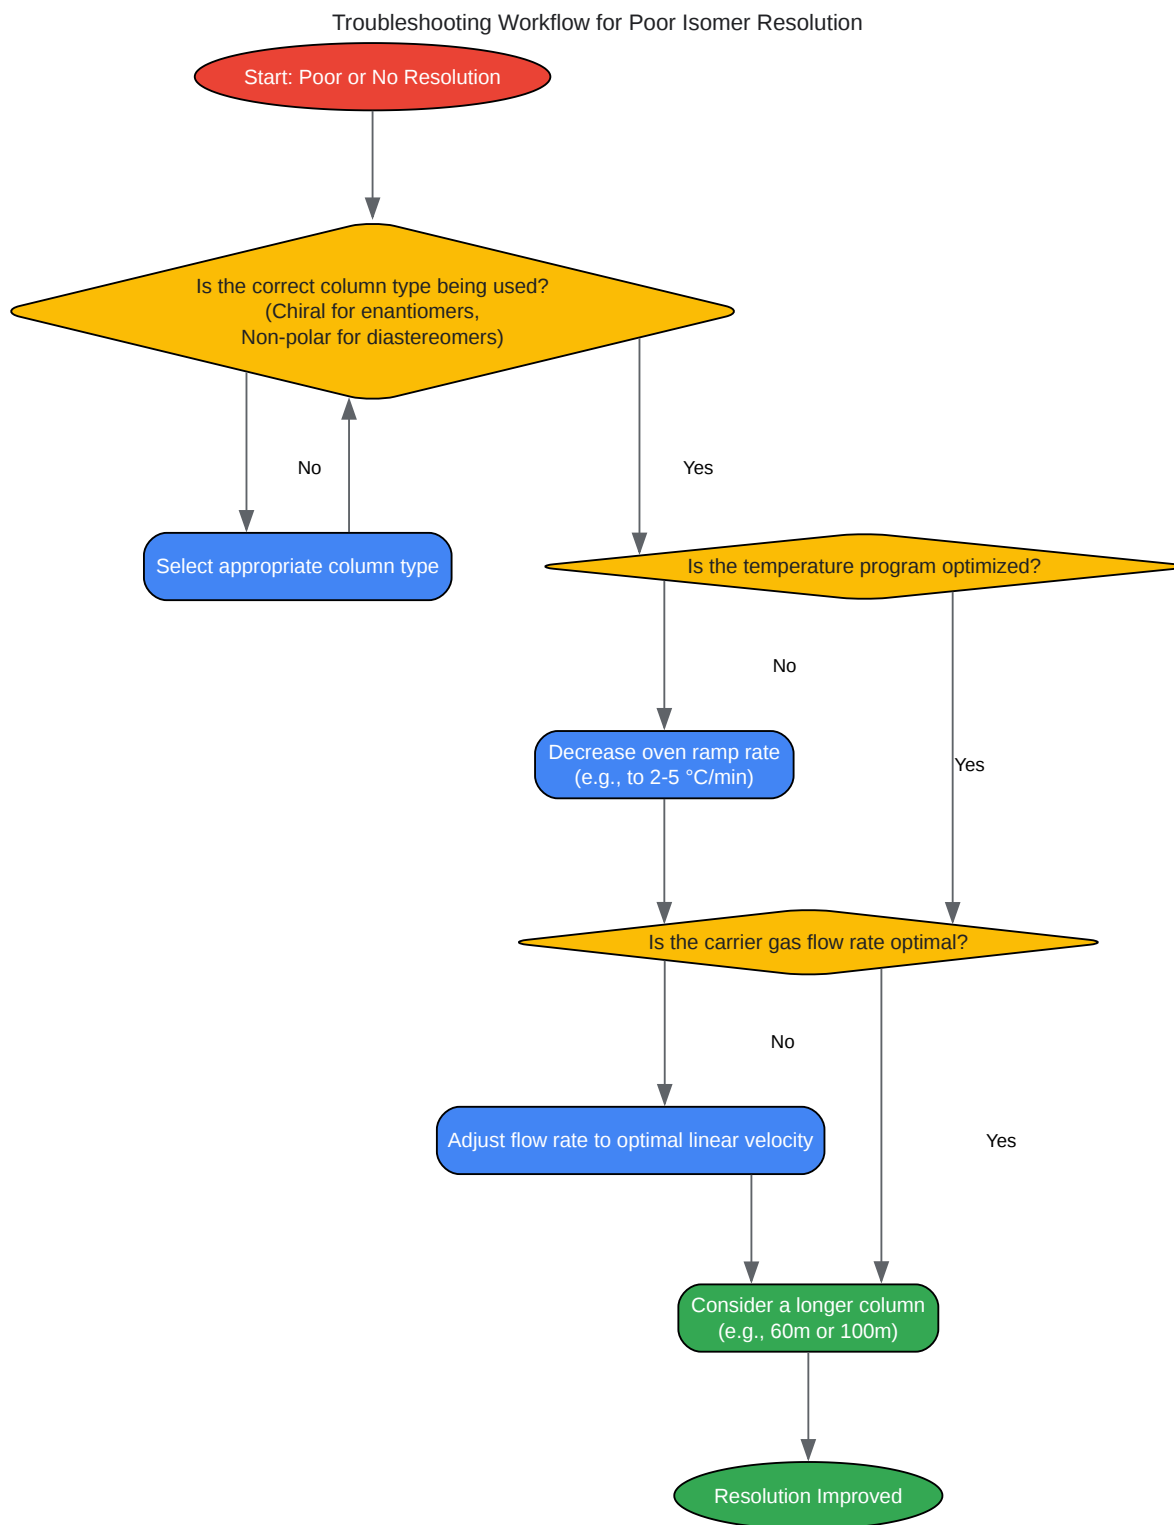 Troubleshooting Workflow for Poor Isomer Resolution
Start: Poor or No Resolution
Is the correct column type being used?
(Chiral for enantiomers,
Non-polar for diastereomers)
No
Yes
Select appropriate column type
Is the temperature program optimized?
No
Decrease oven ramp rate
(e.g., to 2-5 °C/min)
Yes
Is the carrier gas flow rate optimal?
No
Adjust flow rate to optimal linear velocity
Yes
Consider a longer column
(e.g., 60m or 100m)
Resolution Improved